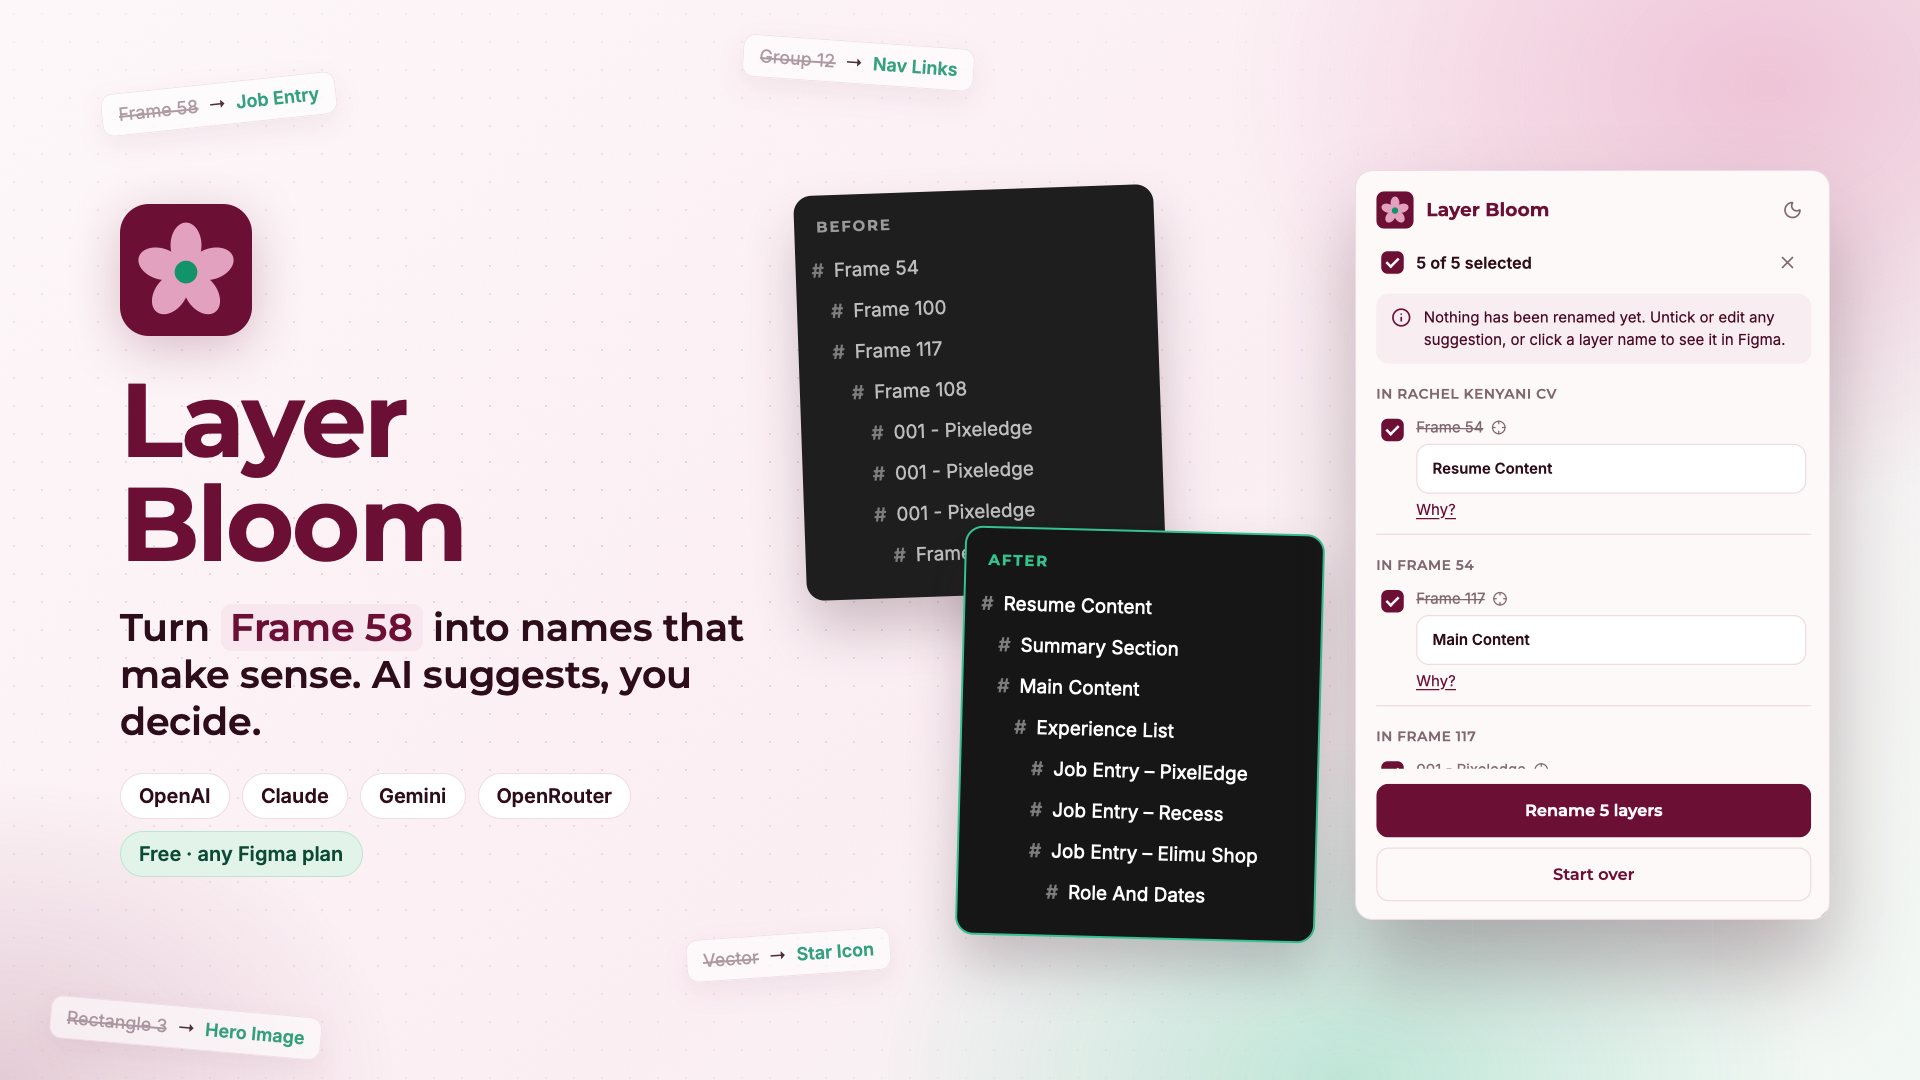 Frame 58 → Job Entry
Group 12 → Nav Links
Layer
Bloom
Turn Frame 58 into names that
make sense. AI suggests, you
decide.
OpenAI Claude Gemini OpenRouter
Free · any Figma plan
BEFORE
# Frame 54
# Frame 100
# Frame 117
# Frame 108
# 001 - Pixeledge
# 001 - Pixeledge
# 001 - Pixeledge
# Frame
AFTER
# Resume Content
# Summary Section
# Main Content
# Experience List
# Job Entry – PixelEdge
# Job Entry – Recess
# Job Entry – Elimu Shop
# Role And Dates
Layer Bloom
5 of 5 selected
Nothing has been renamed yet. Untick or edit any
suggestion, or click a layer name to see it in Figma.
IN RACHEL KENYANI CV
Frame 54
Resume Content
Why?
IN FRAME 54
Frame 117
Main Content
Why?
IN FRAME 117
001 - Pixeledge
Rename 5 layers
Start over
Vector → Star Icon
Rectangle 3 → Hero Image